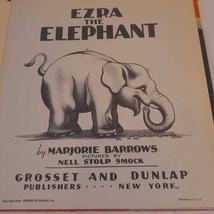 EZRA
THE
ELEPHANT
by MARJORIE BARROWS
PICTURES BY
NELL STOLP SMOCK
GROSSET AND DUNLAP
PUBLISHERS . . . . NEW YORK.